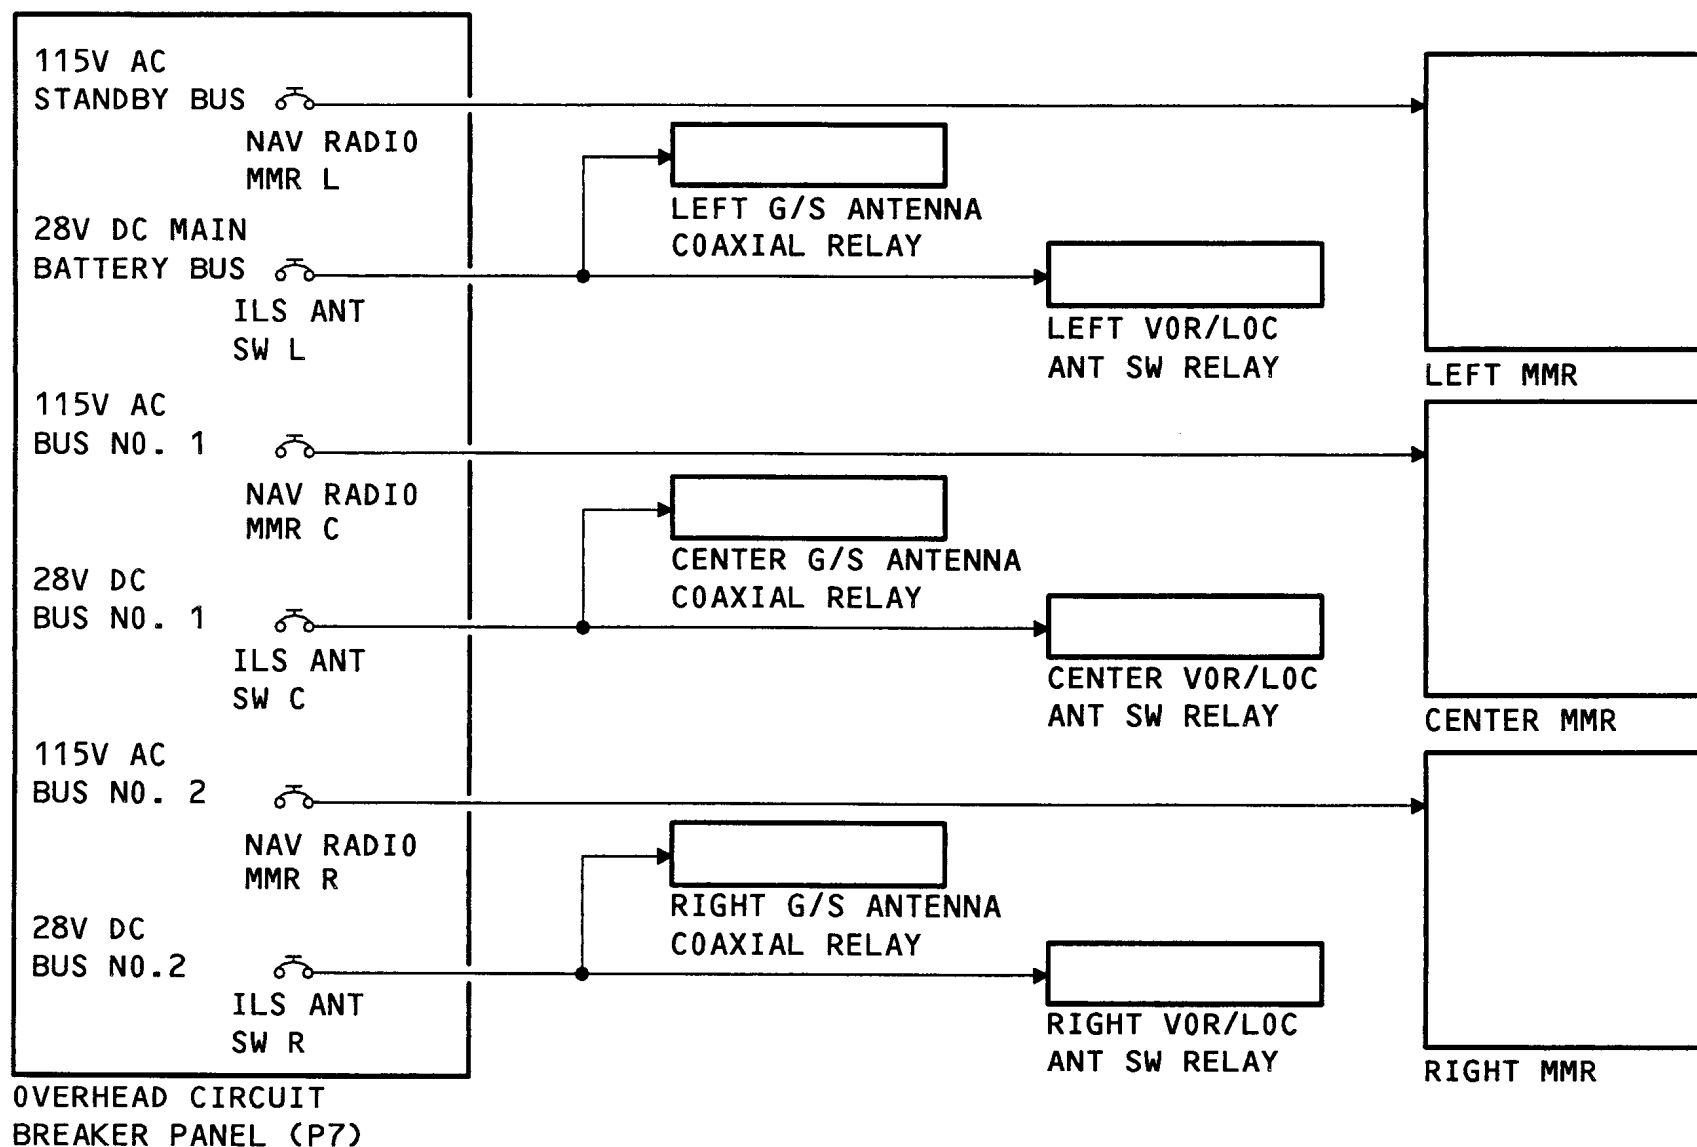 115V AC
STANDBY BUS
NAV RADIO
MMR L
28V DC MAIN
BATTERY BUS
ILS ANT
SW L
LEFT G/S ANTENNA
COAXIAL RELAY
LEFT VOR/LOC
ANT SW RELAY
LEFT MMR
115V AC
BUS NO. 1
NAV RADIO
MMR C
28V DC
BUS NO. 1
ILS ANT
SW C
CENTER G/S ANTENNA
COAXIAL RELAY
CENTER VOR/LOC
ANT SW RELAY
CENTER MMR
115V AC
BUS NO. 2
NAV RADIO
MMR R
28V DC
BUS NO.2
ILS ANT
SW R
RIGHT G/S ANTENNA
COAXIAL RELAY
RIGHT VOR/LOC
ANT SW RELAY
RIGHT MMR
OVERHEAD CIRCUIT
BREAKER PANEL (P7)